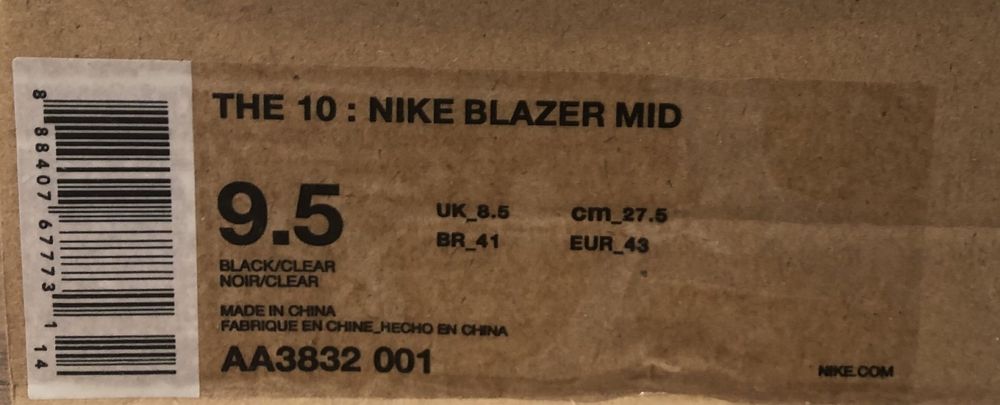 8 88407 67773 1 14
THE 10 : NIKE BLAZER MID
9.5
UK_8.5 cm_27.5
BR_41 EUR_43
BLACK/CLEAR
NOIR/CLEAR
MADE IN CHINA
FABRIQUE EN CHINE_HECHO EN CHINA
AA3832 001
NIKE.COM